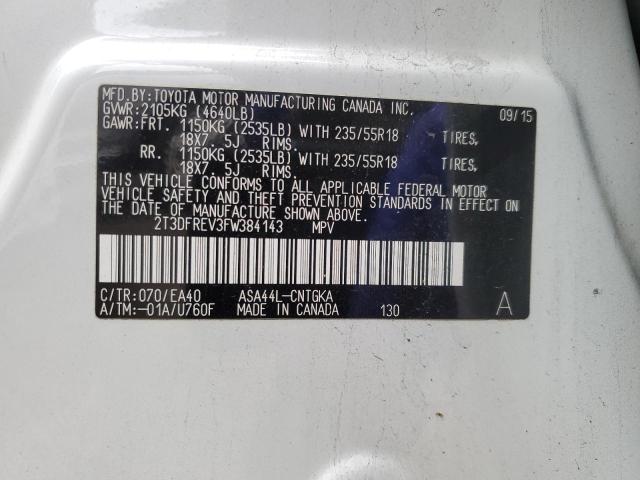 MFD.BY:TOYOTA MOTOR MANUFACTURING CANADA INC. 09/15
GVWR:2105KG (4640LB)
GAWR:FRT. 1150KG (2535LB) WITH 235/55R18 TIRES,
18X7. 5J RIMS.
RR. 1150KG (2535LB) WITH 235/55R18 TIRES,
18X7. 5J RIMS.
THIS VEHICLE CONFORMS TO ALL APPLICABLE FEDERAL MOTOR
VEHICLE SAFETY AND THEFT PREVENTION STANDARDS IN EFFECT ON
THE DATE OF MANUFACTURE SHOWN ABOVE.
2T3DFREV3FW384143 MPV
C/TR:070/EA40 ASA44L-CNTGKA
A/TM:-01A/U760F MADE IN CANADA 130 A